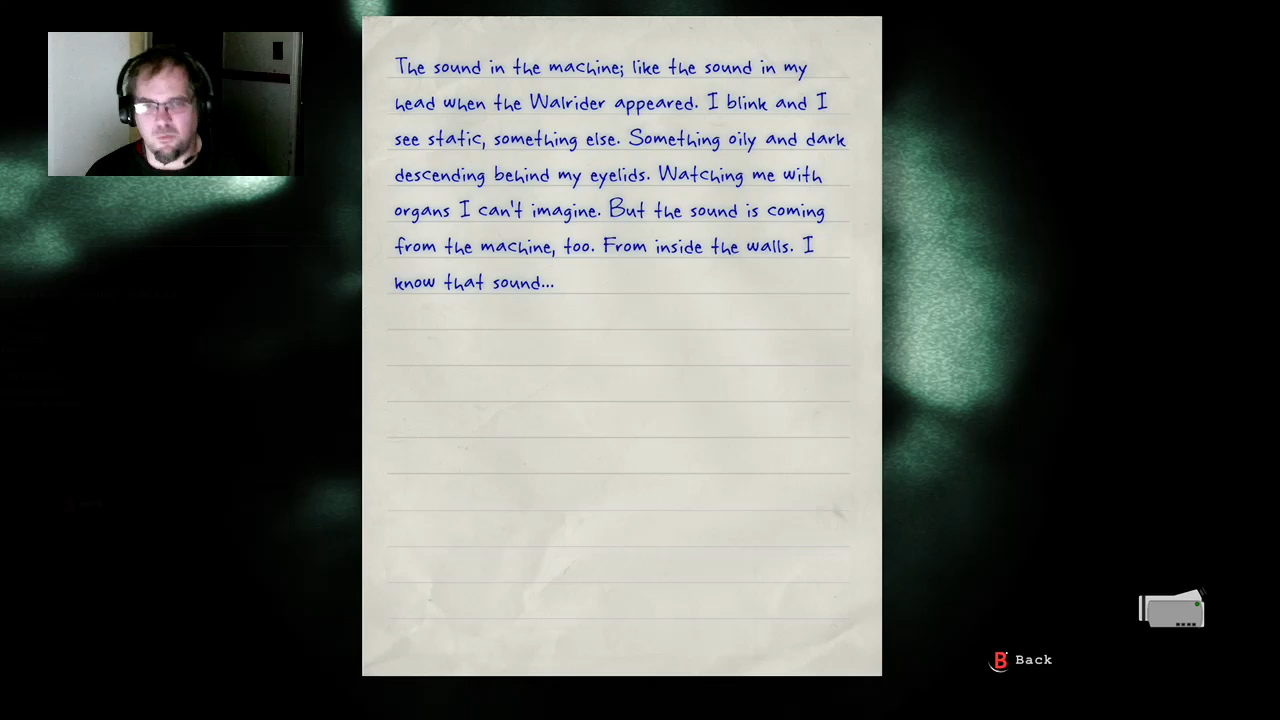 The sound in the machine; like the sound in my
head when the Walrider appeared. I blink and I
see static, something else. Something oily and dark
descending behind my eyelids. Watching me with
organs I can't imagine. But the sound is coming
from the machine, too. From inside the walls. I
know that sound...
B Back